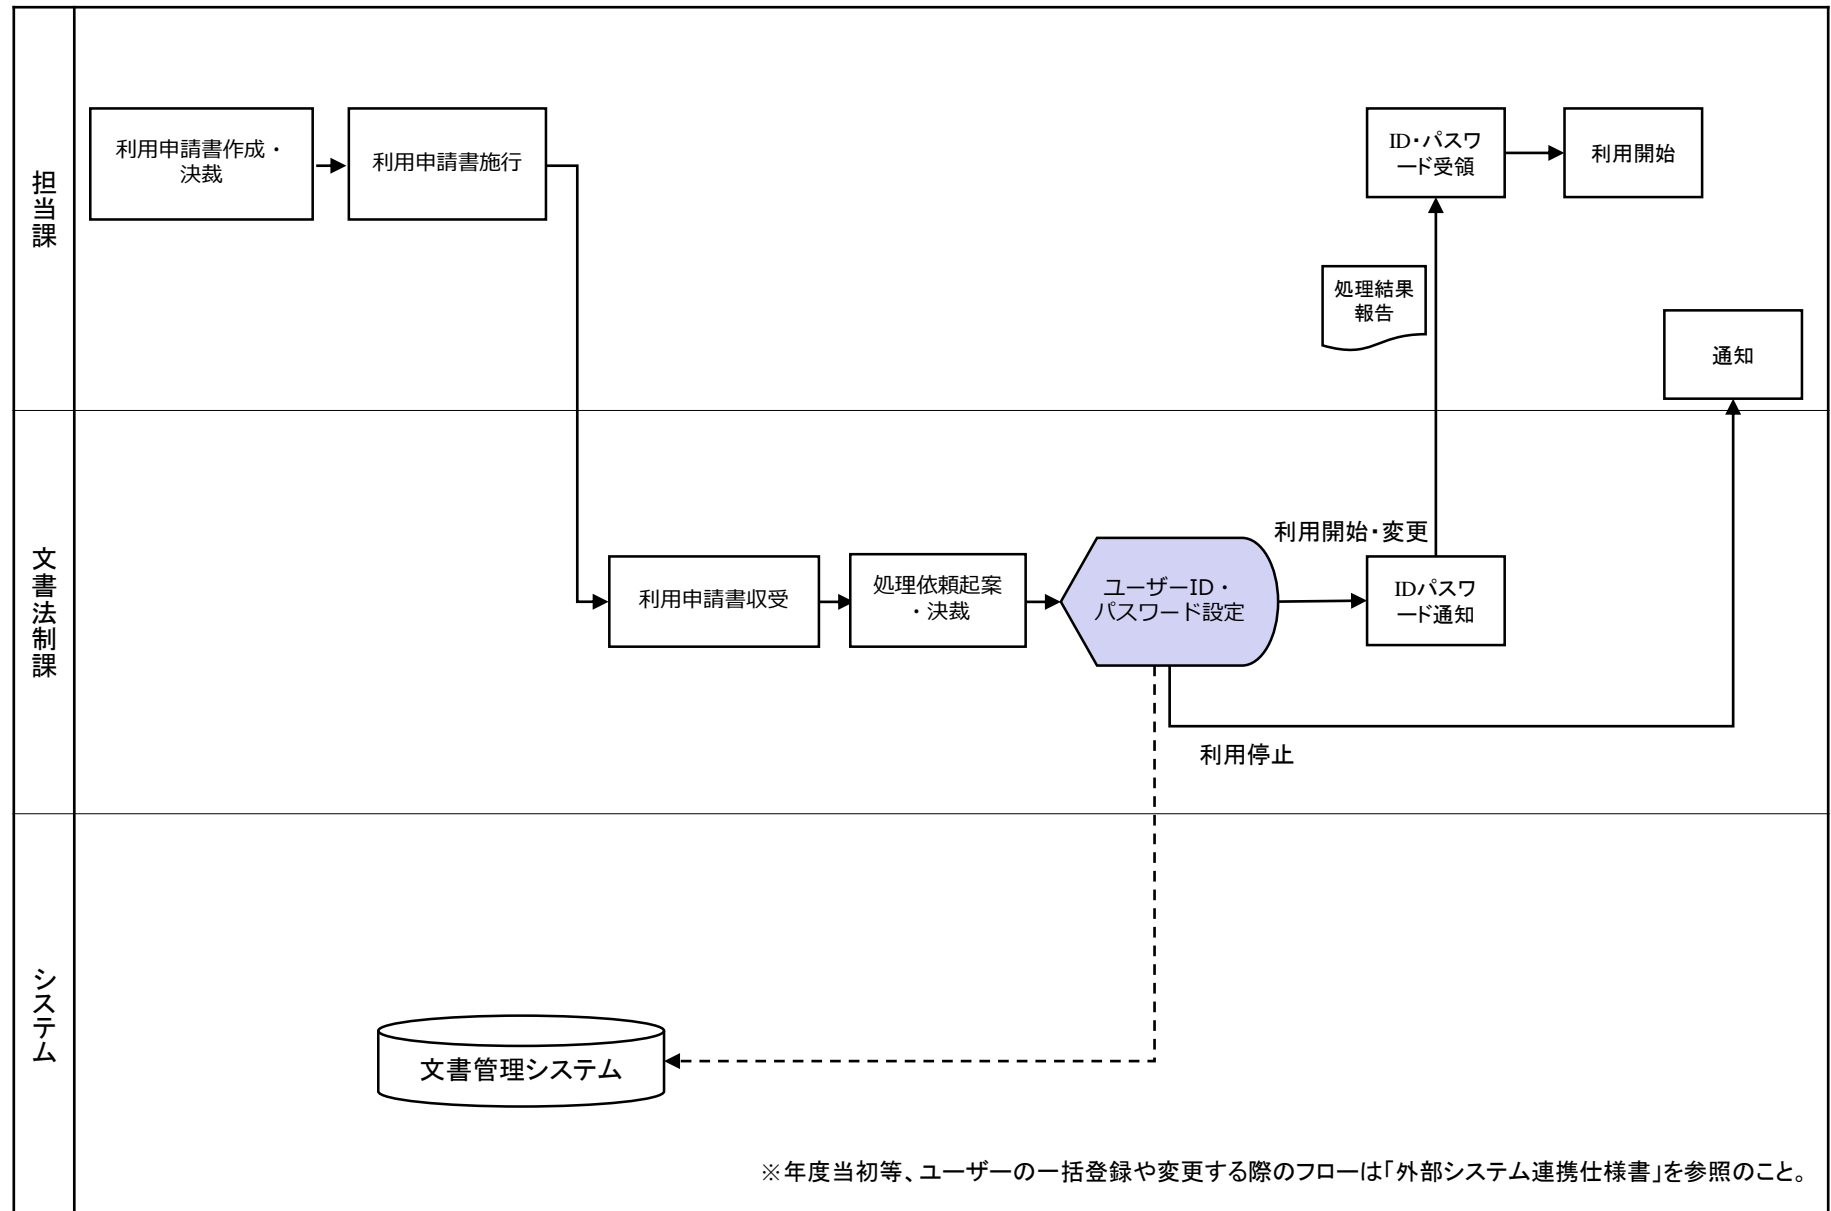 担当課
利用申請書作成・
決裁
利用申請書施行
ID・パスワ
ード受領
利用開始
処理結果
報告
通知
文書法制課
利用申請書収受
処理依頼起案
・決裁
ユーザーID・
パスワード設定
利用開始・変更
IDパスワ
ード通知
利用停止
システム
文書管理システム
※年度当初等、ユーザーの一括登録や変更する際のフローは「外部システム連携仕様書」を参照のこと。